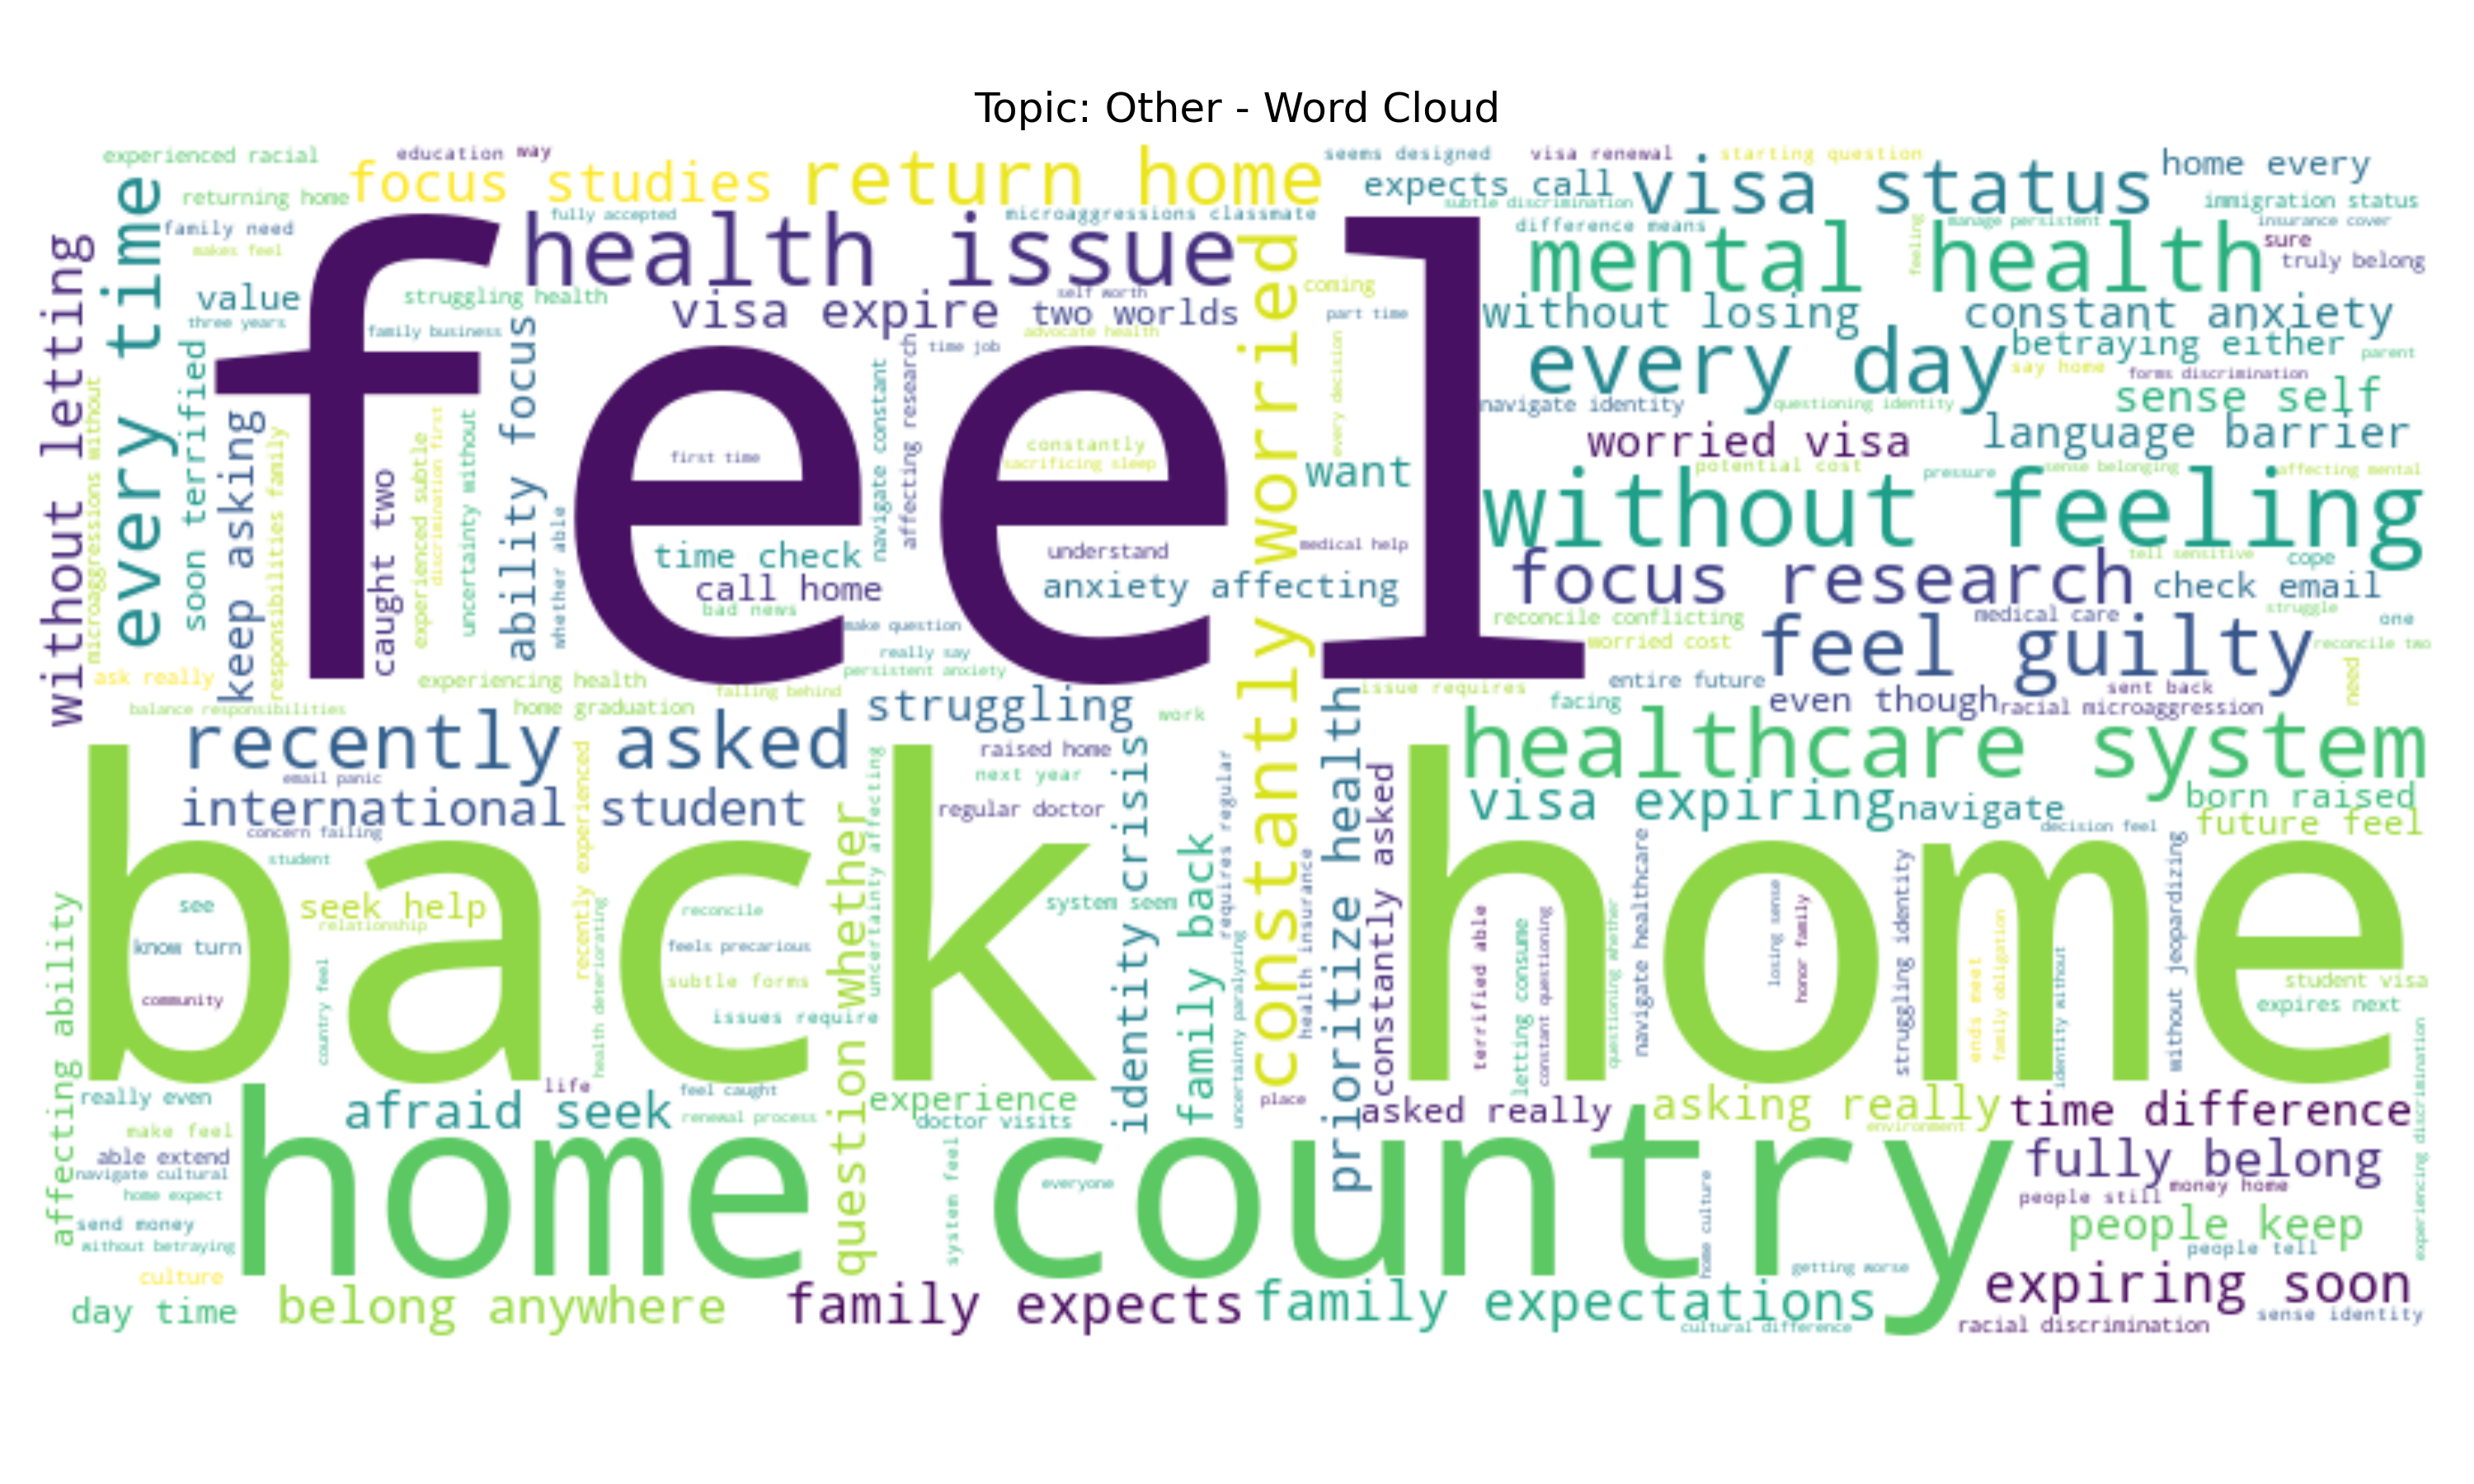 Topic: Other - Word Cloud
experienced racial
education
way
seems designed
visa renewal
starting question
home every
returning home
focus studies
return home
expects call
visa status
immigration status
every time
family need
makes feel
fully accepted
microaggressions classmate
subtle discrimination
difference means
feeling
manage persistent
insurance cover
sure
truly belong
without letting
feel
health issue
mental health
value
struggling health
visa expire
self worth
two worlds
coming
part time
without losing
constant anxiety
three years
family business
advocate health
time job
every day
betraying either
parent
say home
forms discrimination
soon terrified
ability focus
navigate constant
affecting research
constantly worried
every decision
navigate identity
questioning identity
sense self
microaggressions without
keep asking
responsibilities family
caught two
experienced subtle
discrimination first
uncertainty without
whether able
first time
constantly
sacrificing sleep
want
worried visa
language barrier
potential cost
pressure
sense belonging
affecting mental
without feeling
time check
call home
bad news
understand
anxiety affecting
medical help
focus research
tell sensitive
cope
check email
make question
really say
persistent anxiety
reconcile conflicting
medical care
struggle
one
worried cost
feel guilty
reconcile two
ask really
experiencing health
falling behind
issue requires
entire future
sent back
need
balance responsibilities
home graduation
struggling
work
facing
even though
racial microaggression
recently asked
raised home
healthcare system
email panic
next year
international student
regular doctor
visa expiring
navigate
born raised
concern failing
decision feel
future feel
student
back home
recently experienced
health deteriorating
question whether
uncertainty affecting
identity crisis
family back
requires regular
uncertainty paralyzing
health insurance
prioritize health
constantly asked
terrified able
letting consume
constant questioning
questioning whether
navigate healthcare
losing sense
honor family
struggling identity
ends meet
family obligation
identity without
without jeopardizing
affecting ability
see
seek help
relationship
reconcile
system seem
know turn
feels precarious
country feel
community
subtle forms
issues require
student visa
expires next
experiencing discrimination
really even
life
feel caught
experience
place
make feel
afraid seek
renewal process
doctor visits
asked really
asking really
environment
time difference
able extend
navigate cultural
home expect
home country
everyone
system feel
home culture
fully belong
money home
people still
send money
without betraying
people keep
people tell
culture
getting worse
expiring soon
day time
belong anywhere
family expects
family expectations
cultural difference
racial discrimination
sense identity